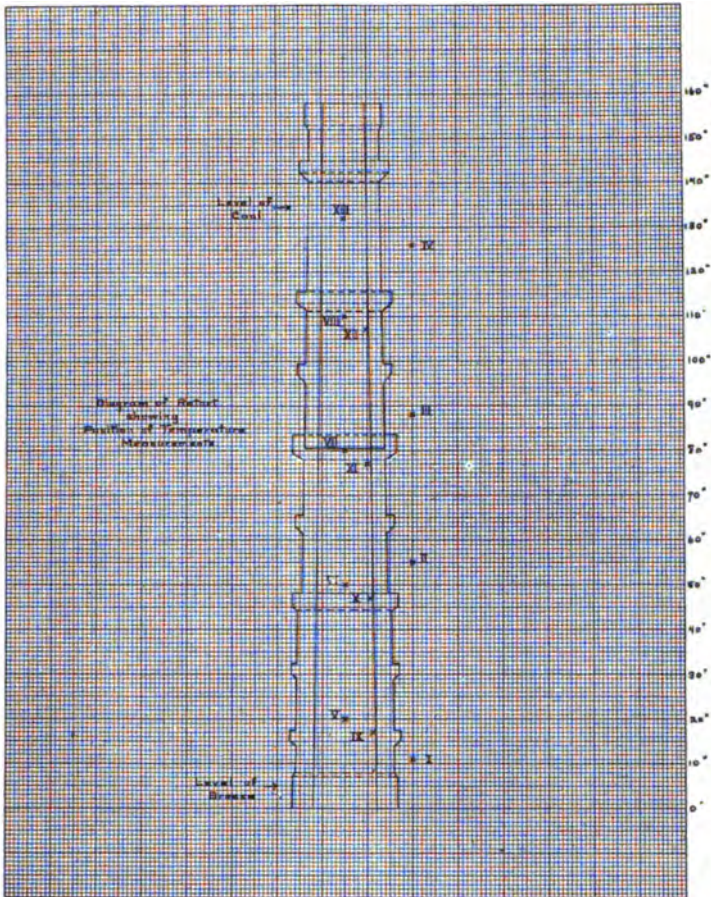 160"
150"
Level of
Coal
140"
XIII
130"
IV
120"
VIII
110"
XII
100"
Diagram of Retort
showing
Position of Temperature
Measurements
90"
III
VII
80"
XI
70"
II
60"
VI
50"
X
40"
30"
V
20"
IX
I
10"
Level of
Breeze
0"